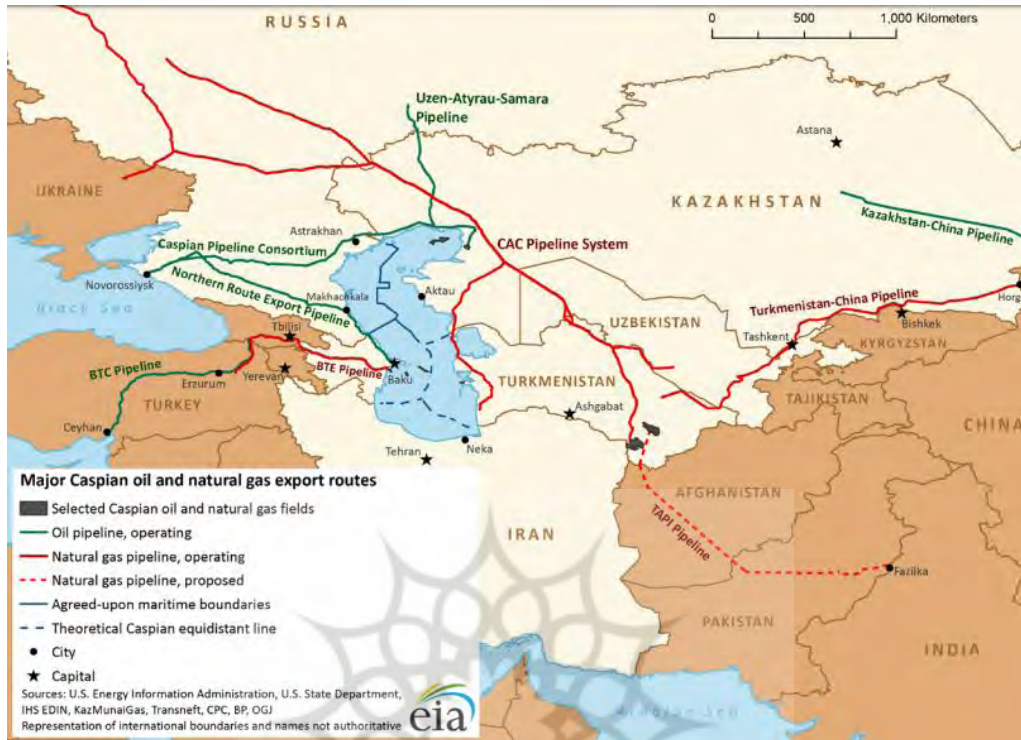 RUSSIA
0 500 1,000 Kilometers
Uzen-Atyrau-Samara
Pipeline
Astana
UKRAINE
KAZAKHSTAN
Kazakhstan-China Pipeline
Astrakhan
Caspian Pipeline Consortium
CAC Pipeline System
Novorossiysk
Northern Route Export Pipeline
Makhachkala
Aktau
Black Sea
Turkmenistan-China Pipeline
Horg
Bishkek
UZBEKISTAN
Tashkent
KYRGYZSTAN
Tbilisi
BTC Pipeline
Erzurum
Yerevan
BTE Pipeline
Baku
TURKMENISTAN
TAJIKISTAN
TURKEY
Ashgabat
CHINA
Ceyhan
Neka
Tehran
AFGHANISTAN
TAPI Pipeline
IRAN
Fazilka
PAKISTAN
INDIA
Major Caspian oil and natural gas export routes
Selected Caspian oil and natural gas fields
Oil pipeline, operating
Natural gas pipeline, operating
Natural gas pipeline, proposed
Agreed-upon maritime boundaries
Theoretical Caspian equidistant line
City
Capital
Sources: U.S. Energy Information Administration, U.S. State Department,
IHS EDIN, KazMunaiGas, Transneft, CPC, BP, OGJ
Representation of international boundaries and names not authoritative
eia